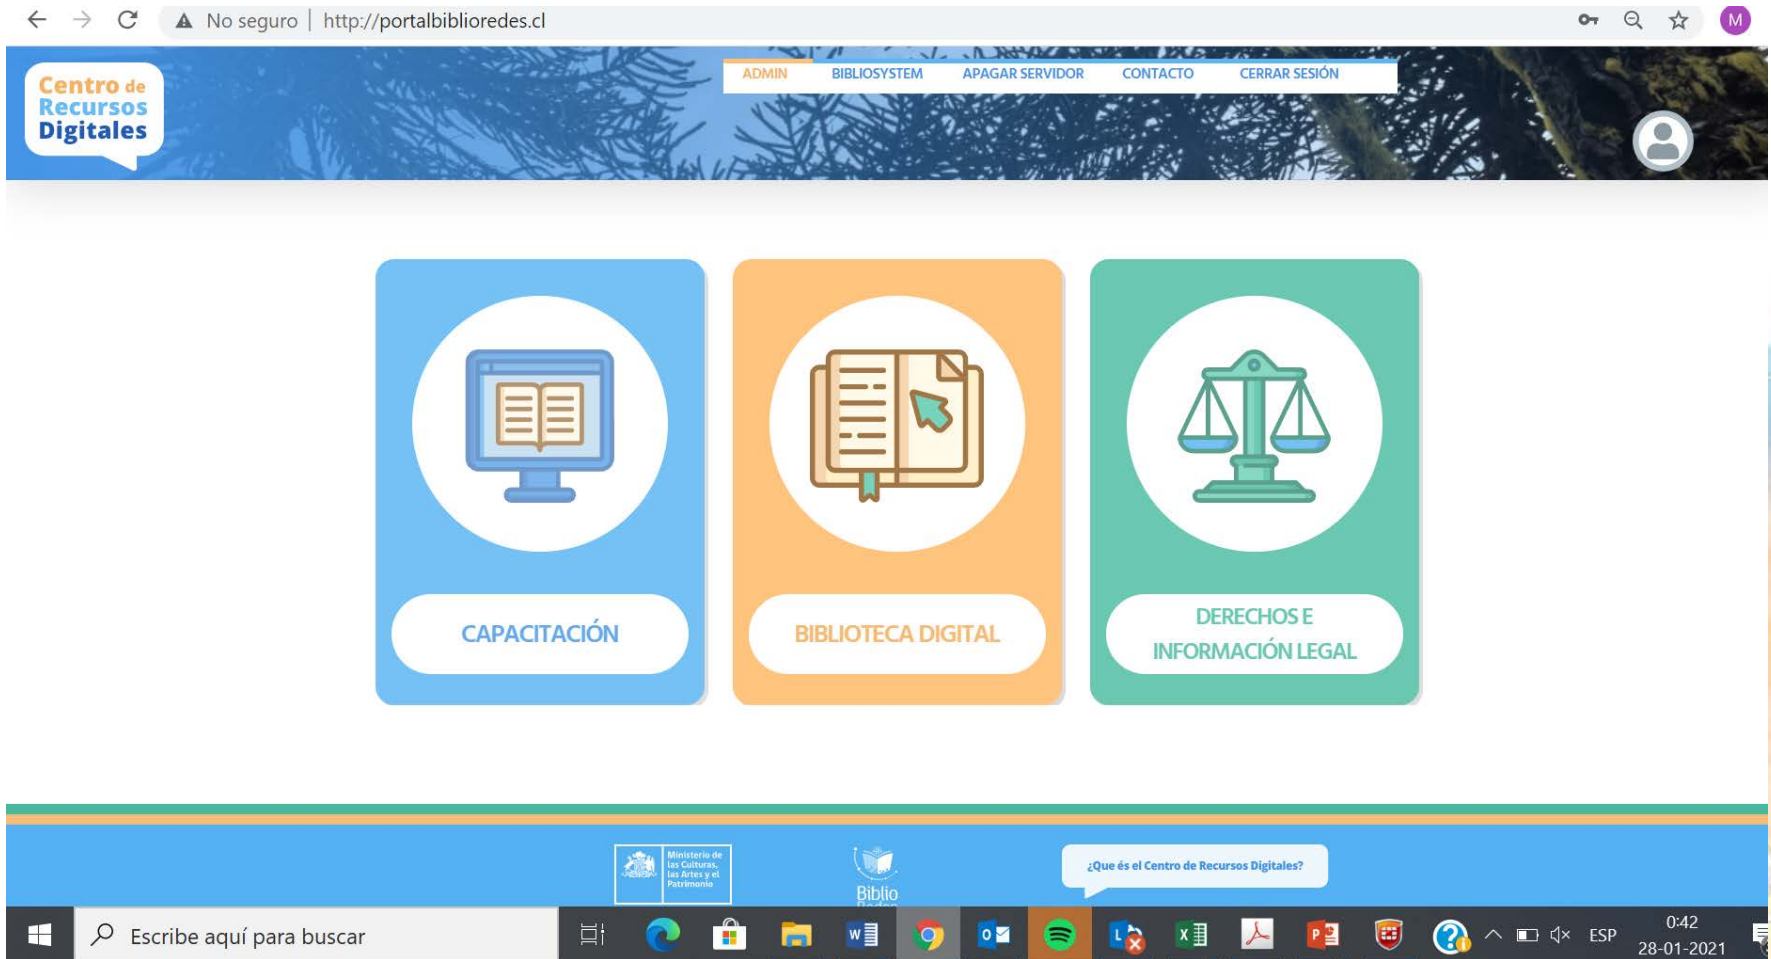 No seguro | http://portalbiblioredes.cl
M
Centro de
Recursos
Digitales
ADMIN BIBLIOSYSTEM APAGAR SERVIDOR CONTACTO CERRAR SESIÓN
CAPACITACIÓN
BIBLIOTECA DIGITAL
DERECHOS E
INFORMACIÓN LEGAL
Ministerio de
las Culturas,
las Artes y el
Patrimonio
Biblio
Redes
¿Que és el Centro de Recursos Digitales?
Escribe aquí para buscar
ESP
0:42
28-01-2021